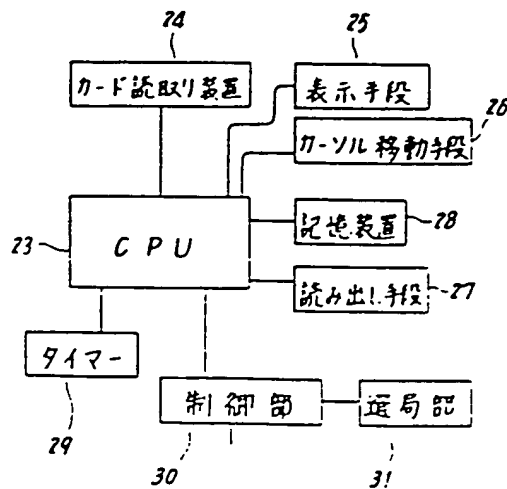 24
カード読取り装置
25
表示手段
26
カーソル移動手段
23
CPU
記憶装置
28
読み出し手段
27
タイマー
29
制御部
30
選局部
31